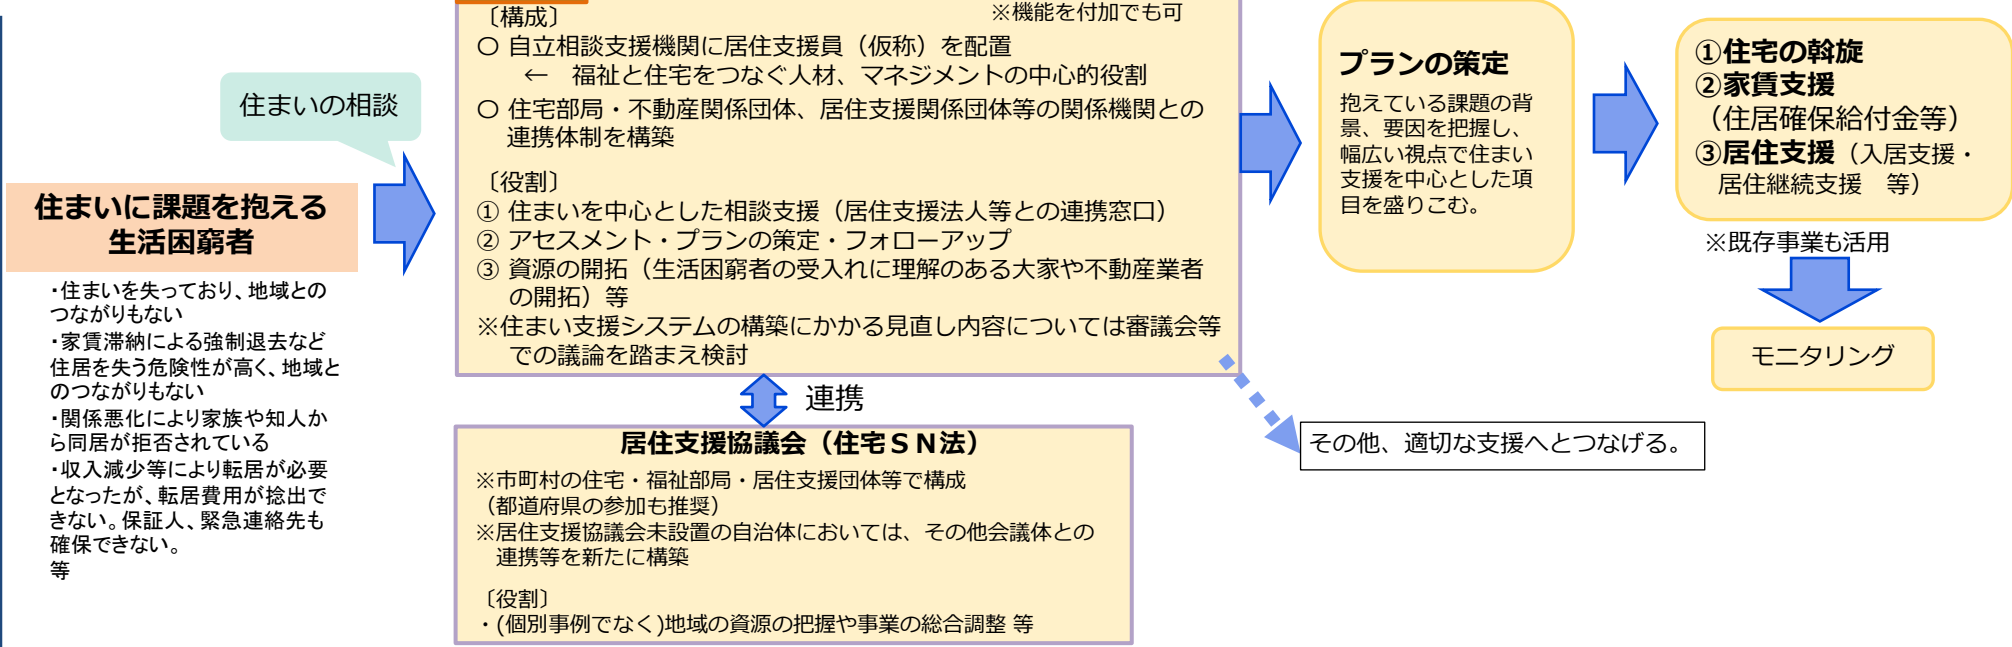 住まいの相談
住まいに課題を抱える
生活困窮者
・住まいを失っており、地域との
つながりもない
・家賃滞納による強制退去など
住居を失う危険性が高く、地域と
のつながりもない
・関係悪化により家族や知人か
ら同居が拒否されている
・収入減少等により転居が必要
となったが、転居費用が捻出で
きない。保証人、緊急連絡先も
確保できない。
等
〔構成〕 ※機能を付加でも可
〇 自立相談支援機関に居住支援員（仮称）を配置
← 福祉と住宅をつなぐ人材、マネジメントの中心的役割
〇 住宅部局・不動産関係団体、居住支援関係団体等の関係機関との
連携体制を構築
〔役割〕
① 住まいを中心とした相談支援（居住支援法人等との連携窓口）
② アセスメント・プランの策定・フォローアップ
③ 資源の開拓（生活困窮者の受入れに理解のある大家や不動産業者
の開拓）等
※住まい支援システムの構築にかかる見直し内容については審議会等
での議論を踏まえ検討
連携
居住支援協議会（住宅ＳＮ法）
※市町村の住宅・福祉部局・居住支援団体等で構成
（都道府県の参加も推奨）
※居住支援協議会未設置の自治体においては、その他会議体との
連携等を新たに構築
〔役割〕
・(個別事例でなく)地域の資源の把握や事業の総合調整 等
プランの策定
抱えている課題の背
景、要因を把握し、
幅広い視点で住まい
支援を中心とした項
目を盛りこむ。
①住宅の斡旋
②家賃支援
（住居確保給付金等）
③居住支援（入居支援・
居住継続支援 等）
※既存事業も活用
モニタリング
その他、適切な支援へとつなげる。